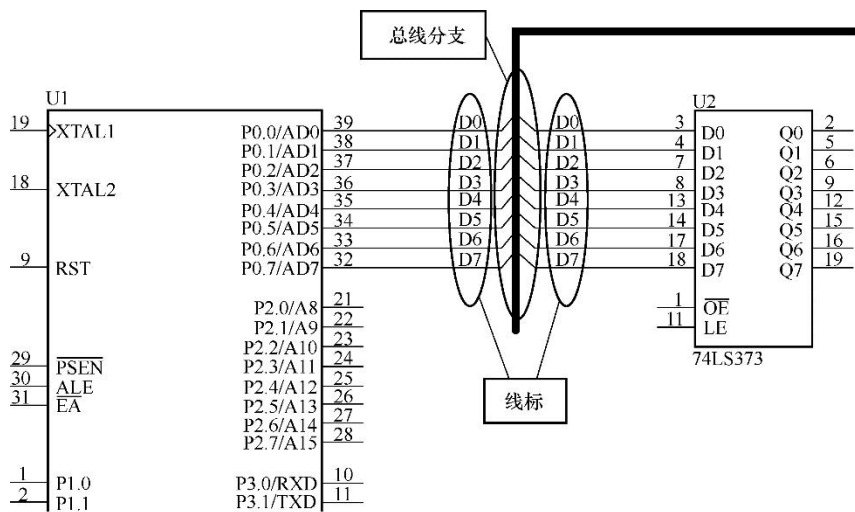 总线分支
U1
19 XTAL1
18 XTAL2
9 RST
29 PSEN
30 ALE
31 EA
1 P1.0
2 P1.1
P0.0/AD0 39 D0
P0.1/AD1 38 D1
P0.2/AD2 37 D2
P0.3/AD3 36 D3
P0.4/AD4 35 D4
P0.5/AD5 34 D5
P0.6/AD6 33 D6
P0.7/AD7 32 D7
P2.0/A8 21
P2.1/A9 22
P2.2/A10 23
P2.3/A11 24
P2.4/A12 25
P2.5/A13 26
P2.6/A14 27
P2.7/A15 28
P3.0/RXD 10
P3.1/TXD 11
U2
D0 3 D0 Q0 2
D1 4 D1 Q1 5
D2 7 D2 Q2 6
D3 8 D3 Q3 9
D4 13 D4 Q4 12
D5 14 D5 Q5 15
D6 17 D6 Q6 16
D7 18 D7 Q7 19
1 OE
11 LE
74LS373
线标